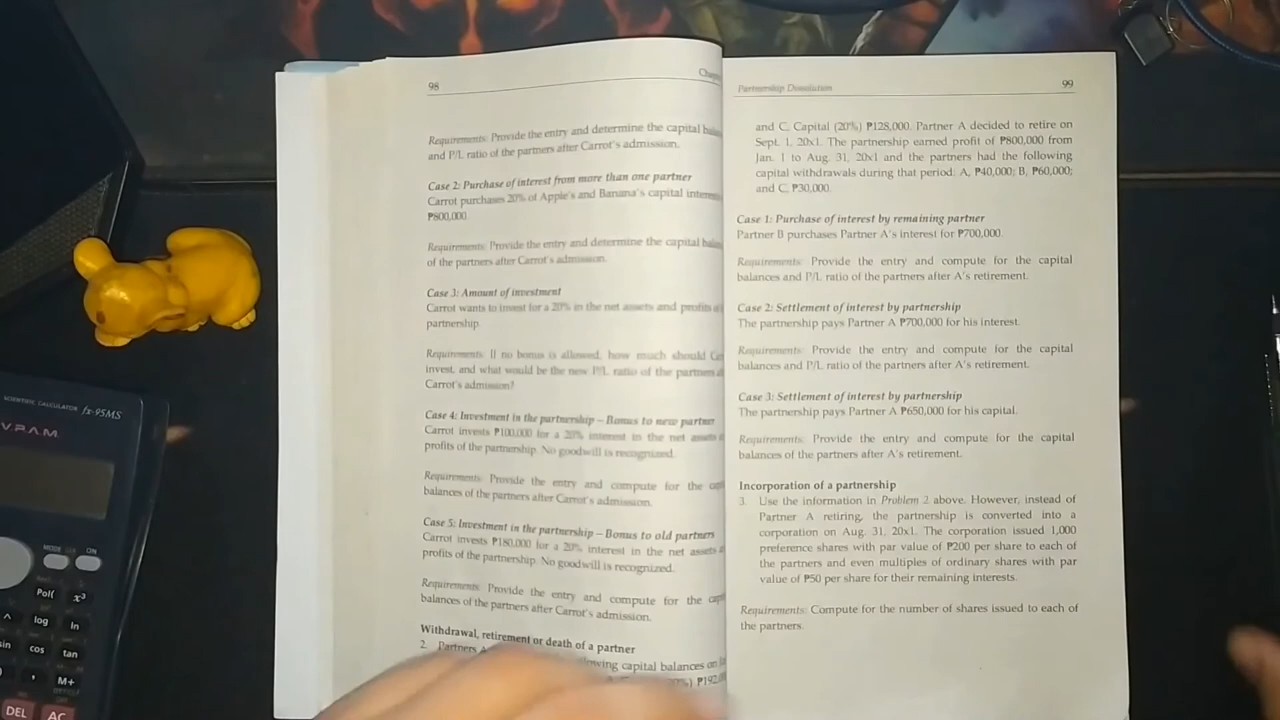 98
Requirements: Provide the entry and determine the capital
and P/L ratio of the partners after Carrot's admission.
Case 2: Purchase of interest from more than one partner
Carrot purchases 20% of Apple's and Banana's capital
₱800,000.
Requirements: Provide the entry and determine the capital
of the partners after Carrot's admission.
Case 3: Amount of investment
Carrot wants to invest for a 20% in the net assets and profits
partnership.
Requirements: If no bonus is allowed, how much should
invest, and what would be the new P/L ratio of the partners
Carrot's admission?
Case 4: Investment in the partnership – Bonus to new partner
Carrot invests ₱100,000 for a 20% interest in the net assets
profits of the partnership. No goodwill is recognized.
Requirements: Provide the entry and compute for the
balances of the partners after Carrot's admission.
Case 5: Investment in the partnership – Bonus to old partners
Carrot invests ₱180,000 for a 20% interest in the net assets
profits of the partnership. No goodwill is recognized.
Requirements: Provide the entry and compute for the
balances of the partners after Carrot's admission.
Withdrawal, retirement or death of a partner
2. Partners
capital balances on
Partnership Dissolution 99
and C, Capital (20%) ₱128,000. Partner A decided to retire on
Sept. 1, 20x1. The partnership earned profit of ₱800,000 from
Jan. 1 to Aug. 31, 20x1 and the partners had the following
capital withdrawals during that period: A, ₱40,000; B, ₱60,000;
and C, ₱30,000.
Case 1: Purchase of interest by remaining partner
Partner B purchases Partner A's interest for ₱700,000.
Requirements: Provide the entry and compute for the capital
balances and P/L ratio of the partners after A's retirement.
Case 2: Settlement of interest by partnership
The partnership pays Partner A ₱700,000 for his interest.
Requirements: Provide the entry and compute for the capital
balances and P/L ratio of the partners after A's retirement.
Case 3: Settlement of interest by partnership
The partnership pays Partner A ₱650,000 for his capital.
Requirements: Provide the entry and compute for the capital
balances of the partners after A's retirement.
Incorporation of a partnership
3. Use the information in Problem 2 above. However, instead of
Partner A retiring, the partnership is converted into a
corporation on Aug. 31, 20x1. The corporation issued 1,000
preference shares with par value of ₱200 per share to each of
the partners and even multiples of ordinary shares with par
value of ₱50 per share for their remaining interests.
Requirements: Compute for the number of shares issued to each of
the partners.
SCIENTIFIC CALCULATOR fx-95MS
V.P.A.M.
MODE ON
Pol( x³
^ log ln
cos tan
, M+
DEL AC